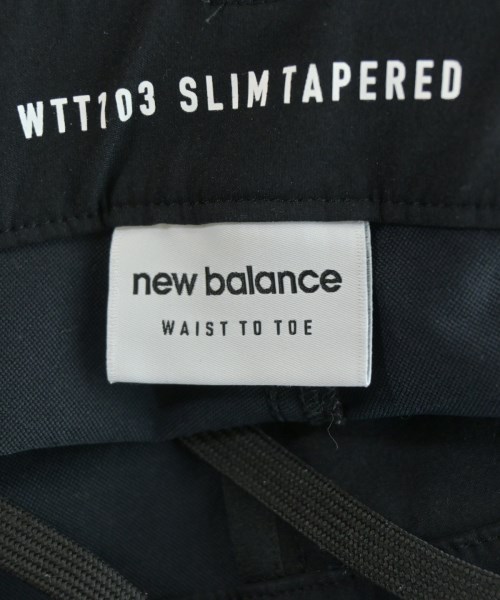 WTT103 SLIMTAPERED
new balance
WAIST TO TOE